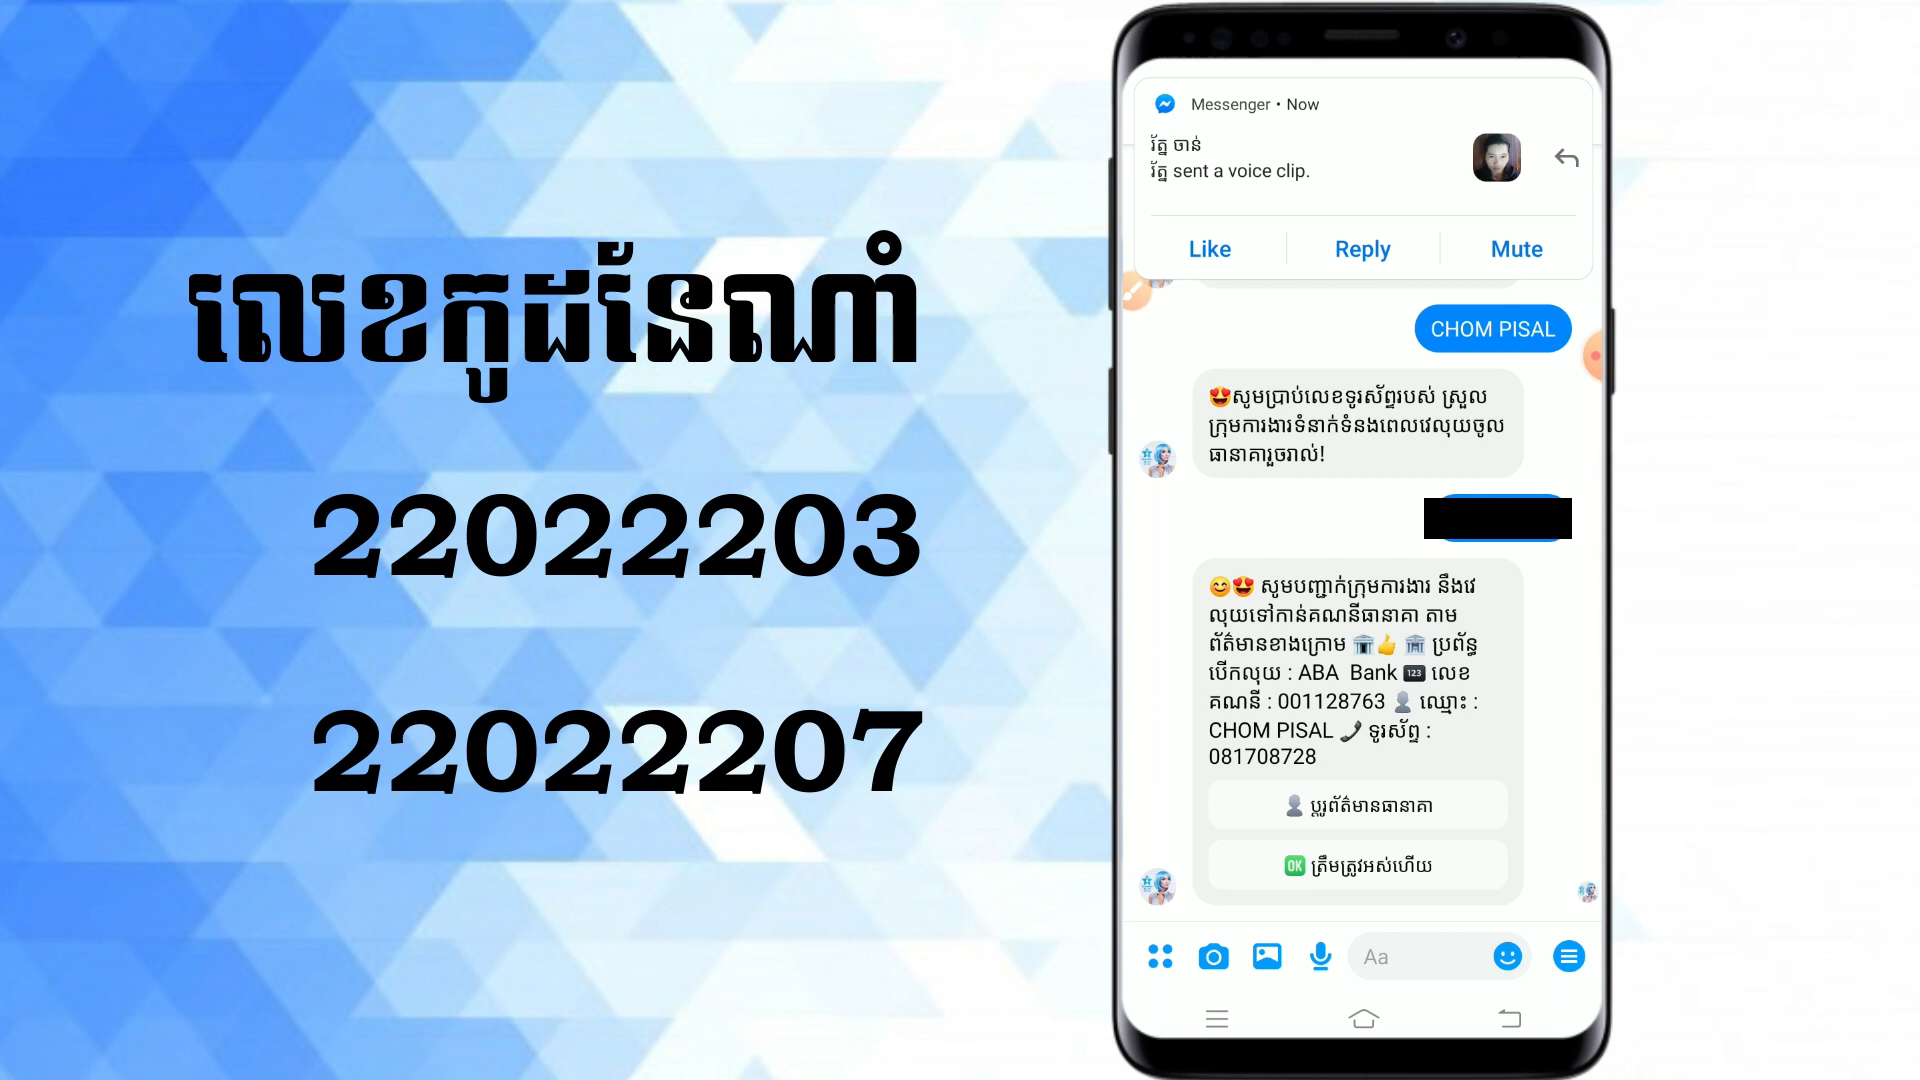 លេខកូដនែណាំ
22022203
22022207
Messenger • Now
រ័ត្ន ចាន់
រ័ត្ន sent a voice clip.
Like
Reply
Mute
CHOM PISAL
😍សូមប្រាប់លេខទូរស័ព្ទរបស់ ស្រួល
ក្រុមការងារទំនាក់ទំនងពេលវេលុយចូល
ធានាគារួចរាល់!
😊😍 សូមបញ្ជាក់ក្រុមការងារ នឹងវេ
លុយទៅកាន់គណនីធានាគា តាម
ព័ត៌មានខាងក្រោម 🏦👍 🏦 ប្រព័ន្ធ
បើកលុយ : ABA Bank 🔢 លេខ
គណនី : 001128763 👤 ឈ្មោះ :
CHOM PISAL 📞 ទូរស័ព្ទ :
081708728
👤 ប្តូរព័ត៌មានធានាគា
🆗 ត្រឹមត្រូវអស់ហើយ
Aa